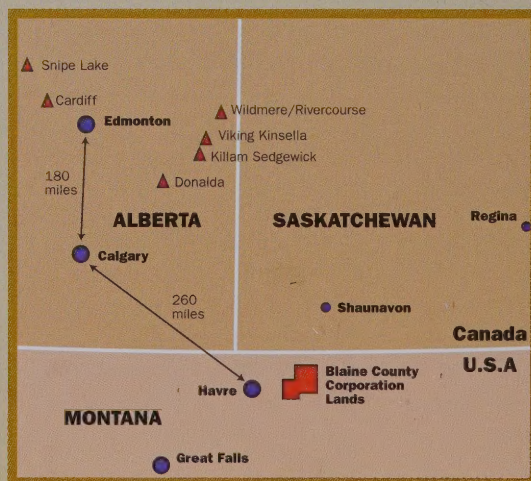 Snipe Lake
Cardiff
Edmonton
Wildmere/Rivercourse
Viking Kinsella
Killam Sedgewick
180
miles
Donalda
ALBERTA
SASKATCHEWAN
Regina
Calgary
260
miles
Shaunavon
Canada
U.S.A
Havre
Blaine County
Corporation
Lands
MONTANA
Great Falls